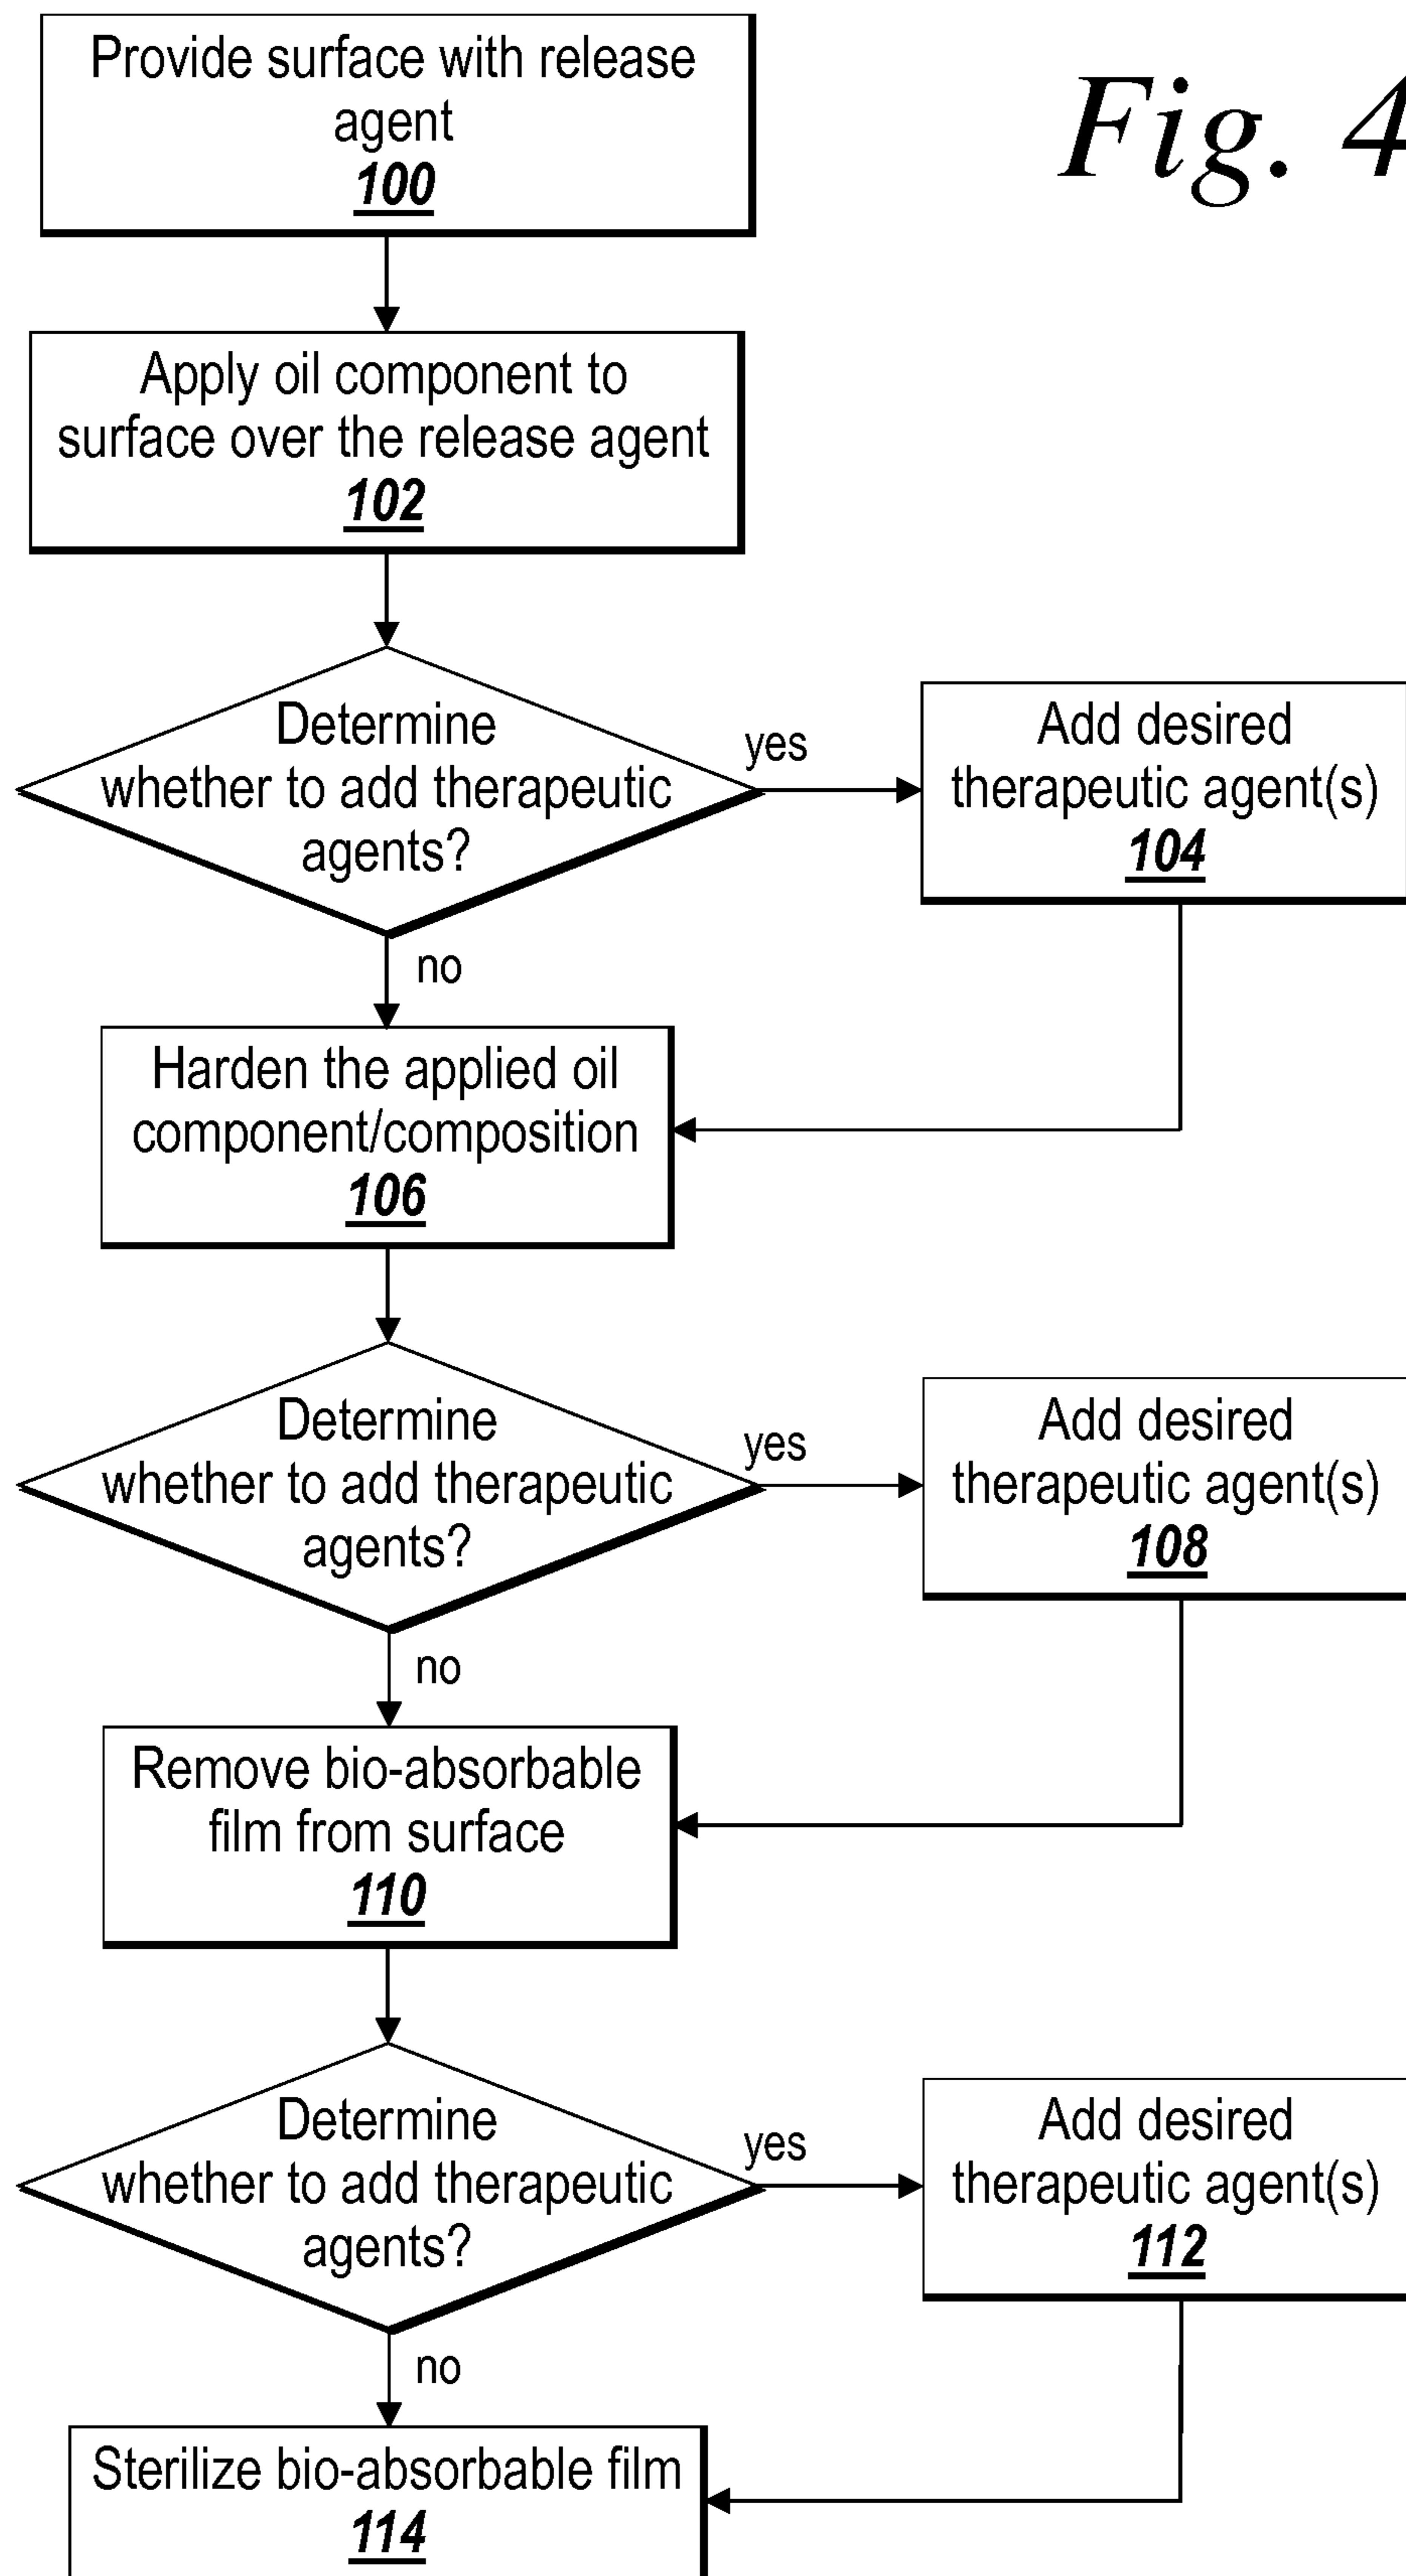 Provide surface with release
agent
100
Fig. 4
Apply oil component to
surface over the release agent
102
Determine
whether to add therapeutic
agents?
yes
Add desired
therapeutic agent(s)
104
no
Harden the applied oil
component/composition
106
Determine
whether to add therapeutic
agents?
yes
Add desired
therapeutic agent(s)
108
no
Remove bio-absorbable
film from surface
110
Determine
whether to add therapeutic
agents?
yes
Add desired
therapeutic agent(s)
112
no
Sterilize bio-absorbable film
114